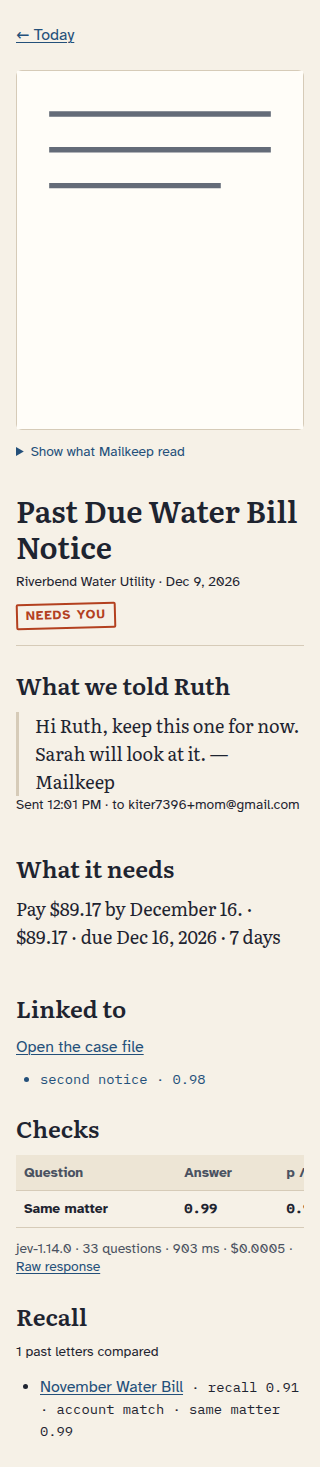 ← Today
▶ Show what Mailkeep read
Past Due Water Bill
Notice
Riverbend Water Utility · Dec 9, 2026
NEEDS YOU
What we told Ruth
Hi Ruth, keep this one for now.
Sarah will look at it. —
Mailkeep
Sent 12:01 PM · to kiter7396+mom@gmail.com
What it needs
Pay $89.17 by December 16. ·
$89.17 · due Dec 16, 2026 · 7 days
Linked to
Open the case file
• second notice · 0.98
Checks
Question Answer p
Same matter 0.99 0.
jev-1.14.0 · 33 questions · 903 ms · $0.0005 ·
Raw response
Recall
1 past letters compared
• November Water Bill · recall 0.91
· account match · same matter
0.99